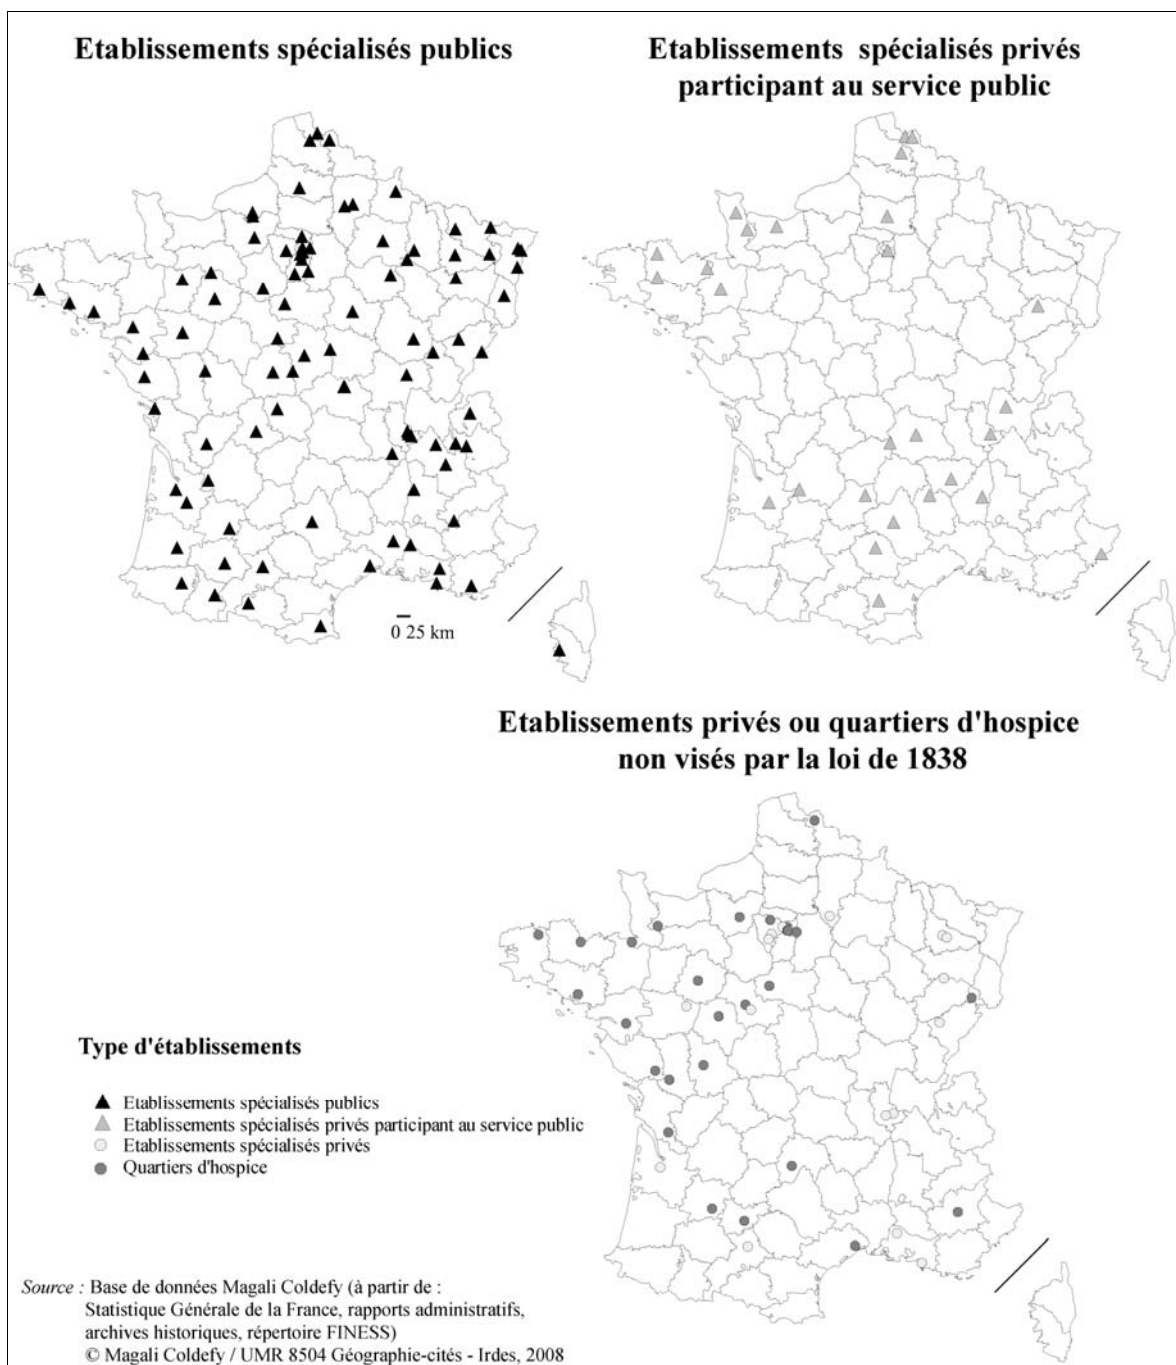 Etablissements spécialisés publics
Etablissements spécialisés privés
participant au service public
0 25 km
Etablissements privés ou quartiers d'hospice
non visés par la loi de 1838
Type d'établissements
Etablissements spécialisés publics
Etablissements spécialisés privés participant au service public
Etablissements spécialisés privés
Quartiers d'hospice
Source : Base de données Magali Coldefy (à partir de :
Statistique Générale de la France, rapports administratifs,
archives historiques, répertoire FINESS)
© Magali Coldefy / UMR 8504 Géographie-cités - Irdes, 2008